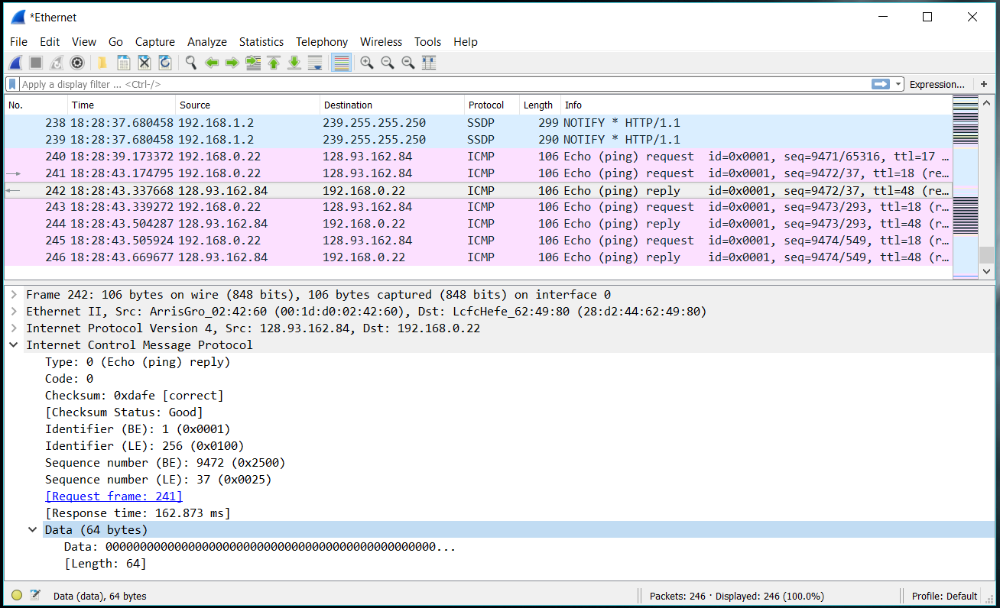 *Ethernet
File Edit View Go Capture Analyze Statistics Telephony Wireless Tools Help
Apply a display filter ... <Ctrl-/> Expression... +
No. Time Source Destination Protocol Length Info
238 18:28:37.680458 192.168.1.2 239.255.255.250 SSDP 299 NOTIFY * HTTP/1.1
239 18:28:37.680458 192.168.1.2 239.255.255.250 SSDP 290 NOTIFY * HTTP/1.1
240 18:28:39.173372 192.168.0.22 128.93.162.84 ICMP 106 Echo (ping) request id=0x0001, seq=9471/65316, ttl=17 …
241 18:28:43.174795 192.168.0.22 128.93.162.84 ICMP 106 Echo (ping) request id=0x0001, seq=9472/37, ttl=18 (re…
242 18:28:43.337668 128.93.162.84 192.168.0.22 ICMP 106 Echo (ping) reply id=0x0001, seq=9472/37, ttl=48 (re…
243 18:28:43.339272 192.168.0.22 128.93.162.84 ICMP 106 Echo (ping) request id=0x0001, seq=9473/293, ttl=18 (r…
244 18:28:43.504287 128.93.162.84 192.168.0.22 ICMP 106 Echo (ping) reply id=0x0001, seq=9473/293, ttl=48 (r…
245 18:28:43.505924 192.168.0.22 128.93.162.84 ICMP 106 Echo (ping) request id=0x0001, seq=9474/549, ttl=18 (r…
246 18:28:43.669677 128.93.162.84 192.168.0.22 ICMP 106 Echo (ping) reply id=0x0001, seq=9474/549, ttl=48 (r…
Frame 242: 106 bytes on wire (848 bits), 106 bytes captured (848 bits) on interface 0
Ethernet II, Src: ArrisGro_02:42:60 (00:1d:d0:02:42:60), Dst: LcfcHefe_62:49:80 (28:d2:44:62:49:80)
Internet Protocol Version 4, Src: 128.93.162.84, Dst: 192.168.0.22
Internet Control Message Protocol
Type: 0 (Echo (ping) reply)
Code: 0
Checksum: 0xdafe [correct]
[Checksum Status: Good]
Identifier (BE): 1 (0x0001)
Identifier (LE): 256 (0x0100)
Sequence number (BE): 9472 (0x2500)
Sequence number (LE): 37 (0x0025)
[Request frame: 241]
[Response time: 162.873 ms]
Data (64 bytes)
Data: 000000000000000000000000000000000000000000000000...
[Length: 64]
Data (data), 64 bytes Packets: 246 · Displayed: 246 (100.0%) Profile: Default